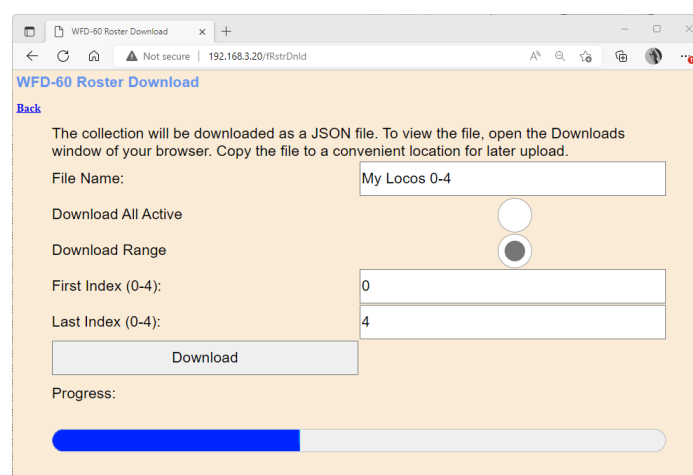 WFD-60 Roster Download
Not secure | 192.168.3.20/fRstrDnld
WFD-60 Roster Download
Back
The collection will be downloaded as a JSON file. To view the file, open the Downloads
window of your browser. Copy the file to a convenient location for later upload.
File Name: My Locos 0-4
Download All Active
Download Range
First Index (0-4): 0
Last Index (0-4): 4
Download
Progress: